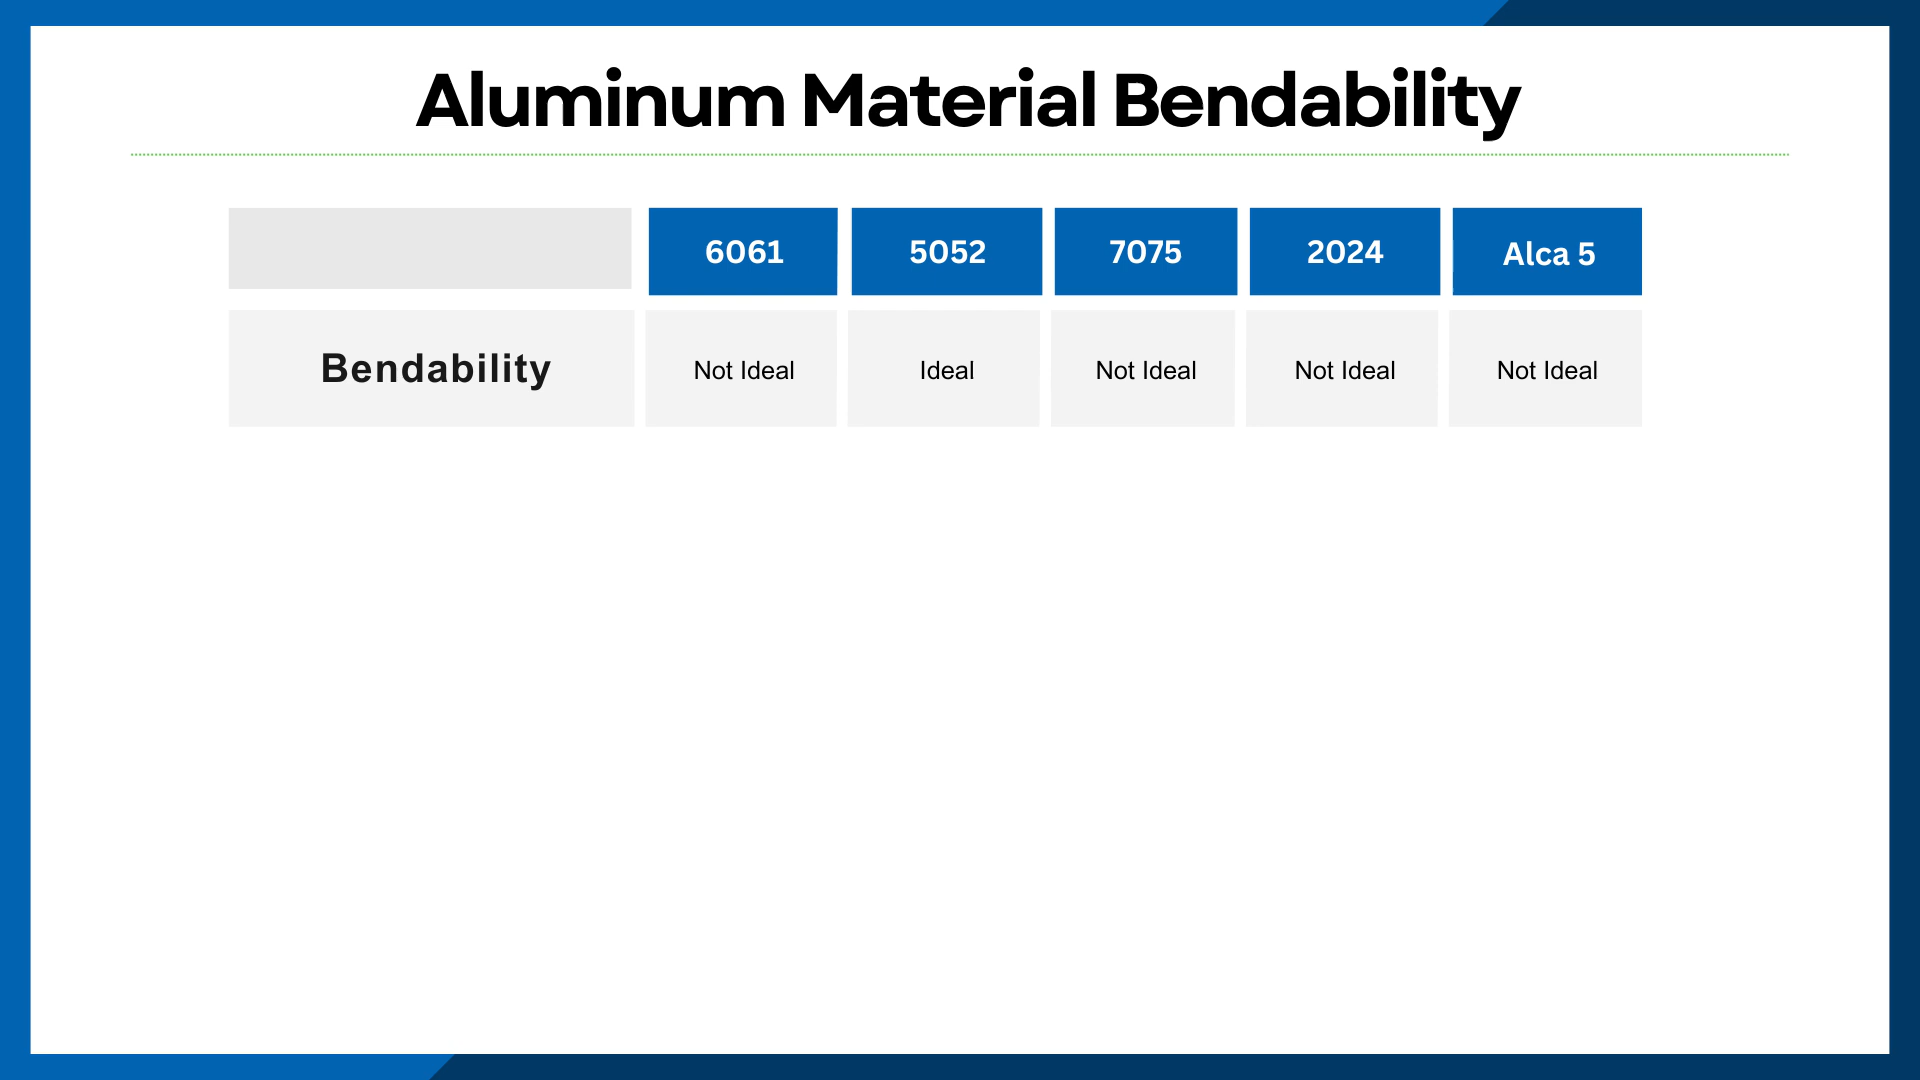 Aluminum Material Bendability
6061 5052 7075 2024 Alca 5
Bendability Not Ideal Ideal Not Ideal Not Ideal Not Ideal